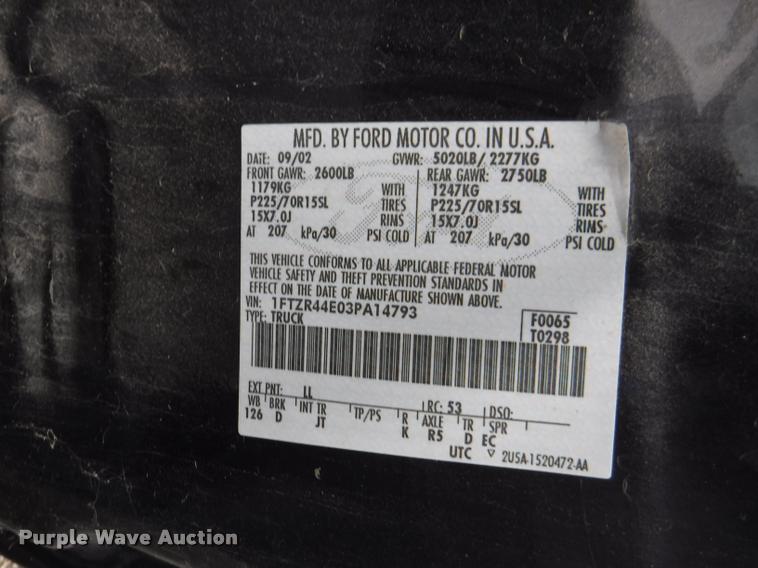 MFD. BY FORD MOTOR CO. IN U.S.A.
DATE: 09/02 GVWR: 5020LB/ 2277KG
FRONT GAWR: 2600LB REAR GAWR: 2750LB
1179KG WITH 1247KG WITH
P225/70R15SL TIRES P225/70R15SL TIRES
15X7.0J RIMS 15X7.0J RIMS
AT 207 kPa/30 PSI COLD AT 207 kPa/30 PSI COLD
THIS VEHICLE CONFORMS TO ALL APPLICABLE FEDERAL MOTOR
VEHICLE SAFETY AND THEFT PREVENTION STANDARDS IN
EFFECT ON THE DATE OF MANUFACTURE SHOWN ABOVE.
VIN: 1FTZR44E03PA14793 F0065
TYPE: TRUCK T0298
EXT PNT: LL RC: 53 DSO:
WB BRK INT TR TP/PS R AXLE TR SPR
126 D JT K R5 D EC
UTC ▽ 2U5A-1520472-AA
Purple Wave Auction